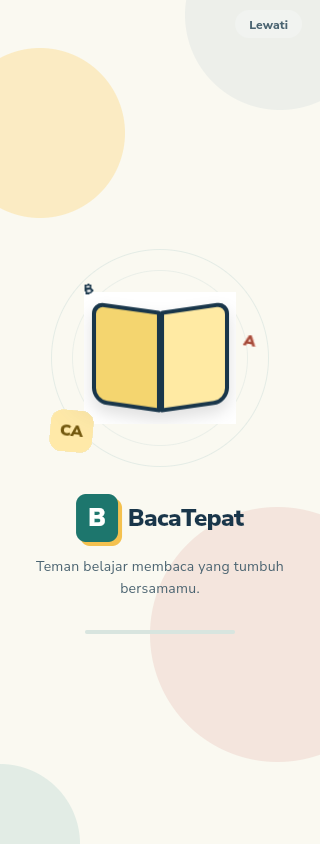 Lewati
B
A
CA
B BacaTepat
Teman belajar membaca yang tumbuh
bersamamu.